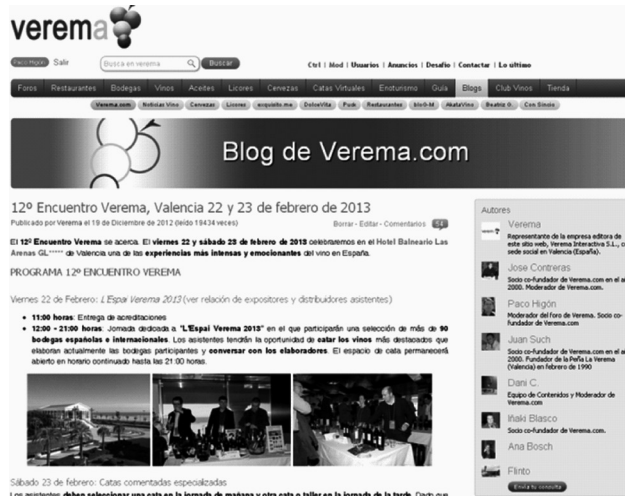 verema
Paco Higón Salir Busca en verema Buscar
Ctrl | Mod | Usuarios | Anuncios | Desafío | Contactar | Lo último
Foros Restaurantes Bodegas Vinos Aceites Licores Cervezas Catas Virtuales Enoturismo Guía Blogs Club Vinos Tienda
Verema.com Noticias Vino Cervezas Licores exquisite.me DolceVita Punk Restaurantes bloG-M AkataVino Beatriz G. Con Sinsio
Blog de Verema.com
12º Encuentro Verema, Valencia 22 y 23 de febrero de 2013
Publicado por Verema el 19 de Diciembre de 2012 (leído 19434 veces)
Borrar - Editar - Comentarios 54
El 12º Encuentro Verema se acerca. El viernes 22 y sábado 23 de febrero de 2013 celebraremos en el Hotel Balneario Las
Arenas GL***** de Valencia una de las experiencias más intensas y emocionantes del vino en España.
PROGRAMA 12º ENCUENTRO VEREMA
Viernes 22 de Febrero: L'Espai Verema 2013 (ver relación de expositores y distribuidores asistentes)
• 11:00 horas: Entrega de acreditaciones
• 12:00 - 21:00 horas: Jornada dedicada a "L'Espai Verema 2013" en el que participarán una selección de más de 90
bodegas españolas e internacionales. Los asistentes tendrán la oportunidad de catar los vinos más destacados que
elaboran actualmente las bodegas participantes y conversar con los elaboradores. El espacio de cata permanecerá
abierto en horario continuado hasta las 21:00 horas.
Sábado 23 de febrero: Catas comentadas especializadas
Los asistentes deben seleccionar una cata en la jornada de mañana y otra cata o taller en la jornada de la tarde. Dado que
Autores
Verema
Representante de la empresa editora de
este sitio web, Verema Interactiva S.L., c
sede social en Valencia (España).
Jose Contreras
Socio co-fundador de Verema.com en el a
2000. Moderador de Verema.com.
Paco Higón
Moderador del foro de Verema. Socio co-
fundador de Verema.com
Juan Such
Socio co-fundador de Verema.com en el a
2000. Fundador de la Peña La Verema
(Valencia) en febrero de 1990
Dani C.
Equipo de Contenidos y Moderador de
Verema.com
Iñaki Blasco
Socio co-fundador de Verema.com.
Ana Bosch
Flinto
Envía tu consulta